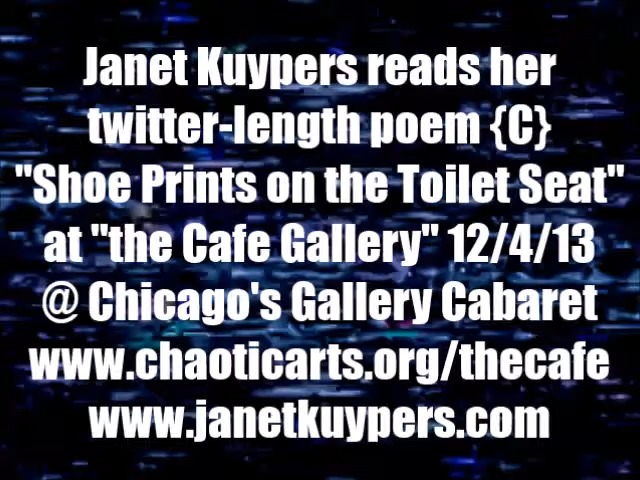 Janet Kuypers reads her
twitter-length poem {C}
"Shoe Prints on the Toilet Seat"
at "the Cafe Gallery" 12/4/13
@ Chicago's Gallery Cabaret
www.chaoticarts.org/thecafe
www.janetkuypers.com